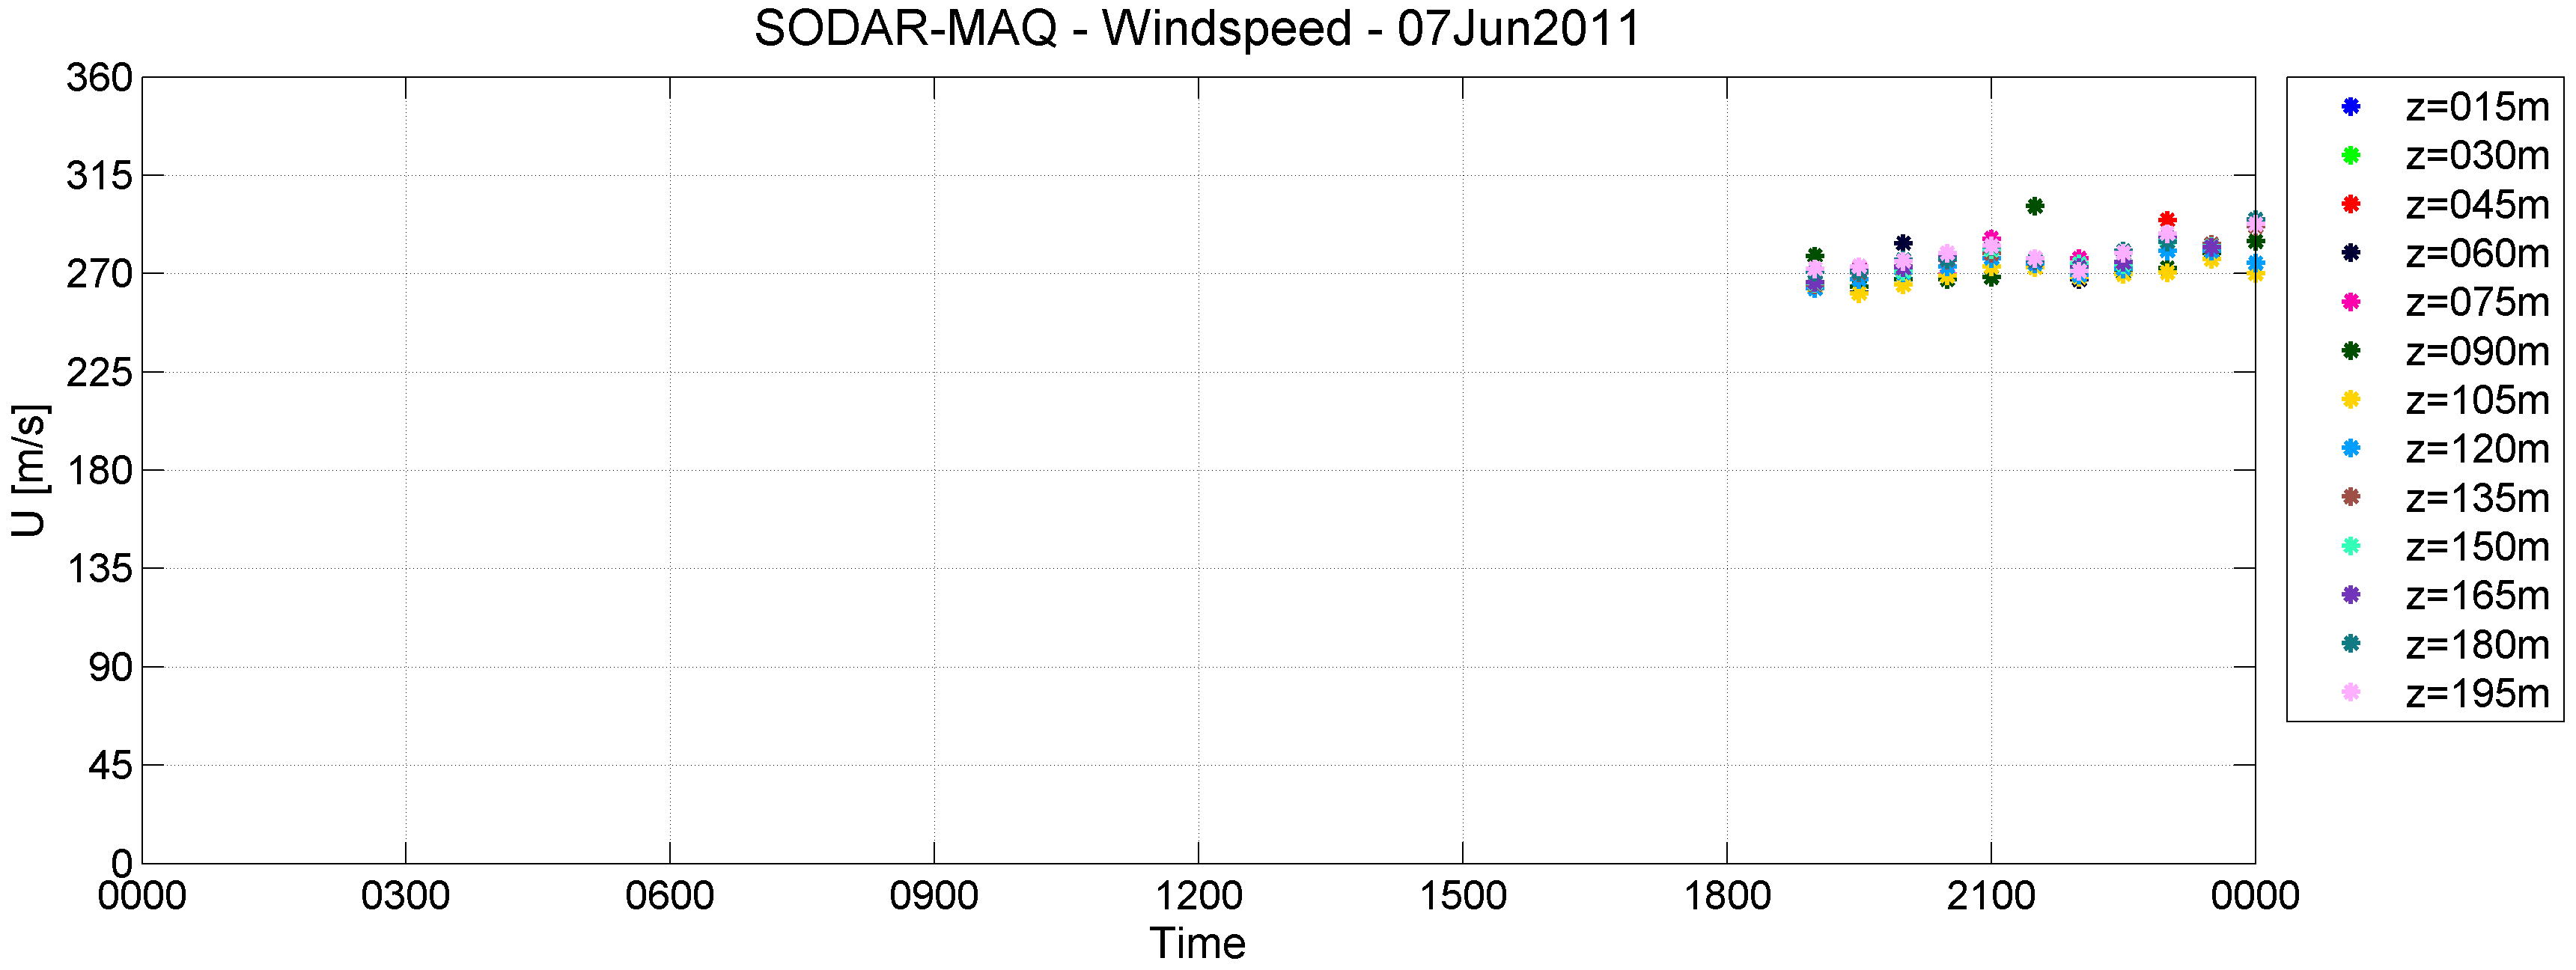 SODAR-MAQ - Windspeed - 07Jun2011
360
315
270
225
180
135
90
45
0
U [m/s]
0000 0300 0600 0900 1200 1500 1800 2100 0000
Time
z=015m
z=030m
z=045m
z=060m
z=075m
z=090m
z=105m
z=120m
z=135m
z=150m
z=165m
z=180m
z=195m